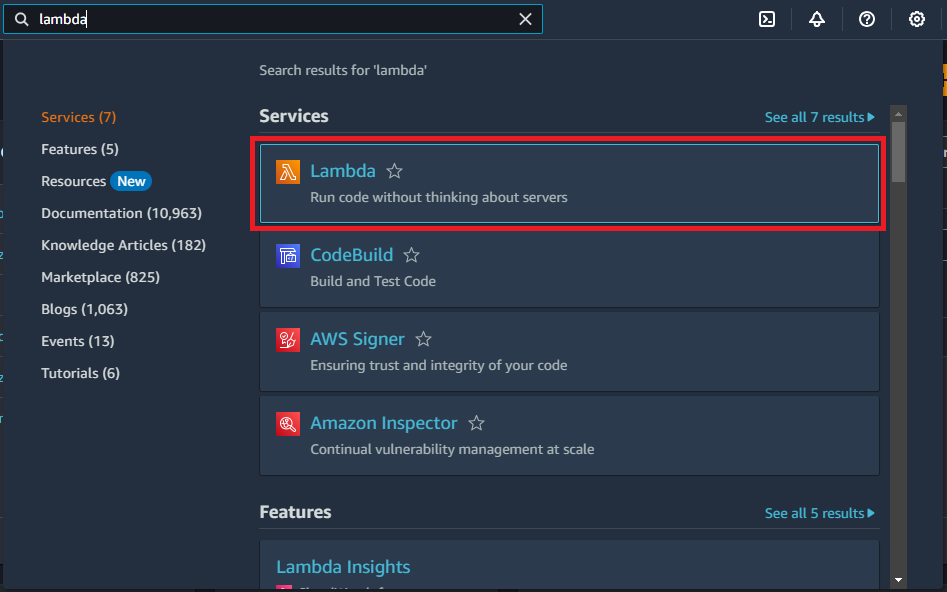 lambda
Search results for 'lambda'
Services (7)
Features (5)
Resources New
Documentation (10,963)
Knowledge Articles (182)
Marketplace (825)
Blogs (1,063)
Events (13)
Tutorials (6)
Services
See all 7 results
Lambda
Run code without thinking about servers
CodeBuild
Build and Test Code
AWS Signer
Ensuring trust and integrity of your code
Amazon Inspector
Continual vulnerability management at scale
Features
See all 5 results
Lambda Insights